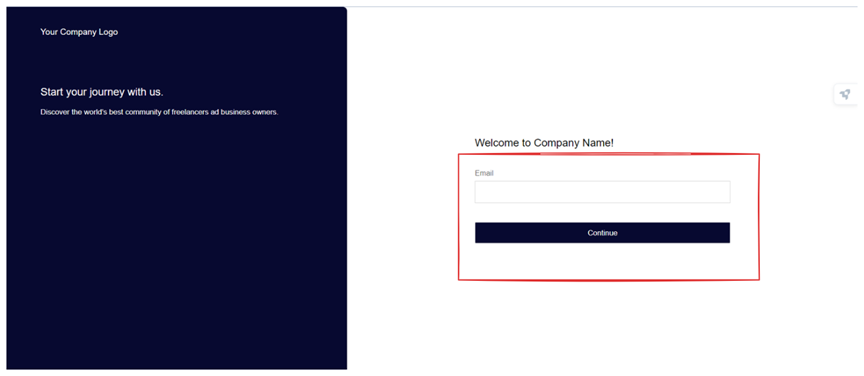 Your Company Logo
Start your journey with us.
Discover the world's best community of freelancers ad business owners.
Welcome to Company Name!
Email
Continue